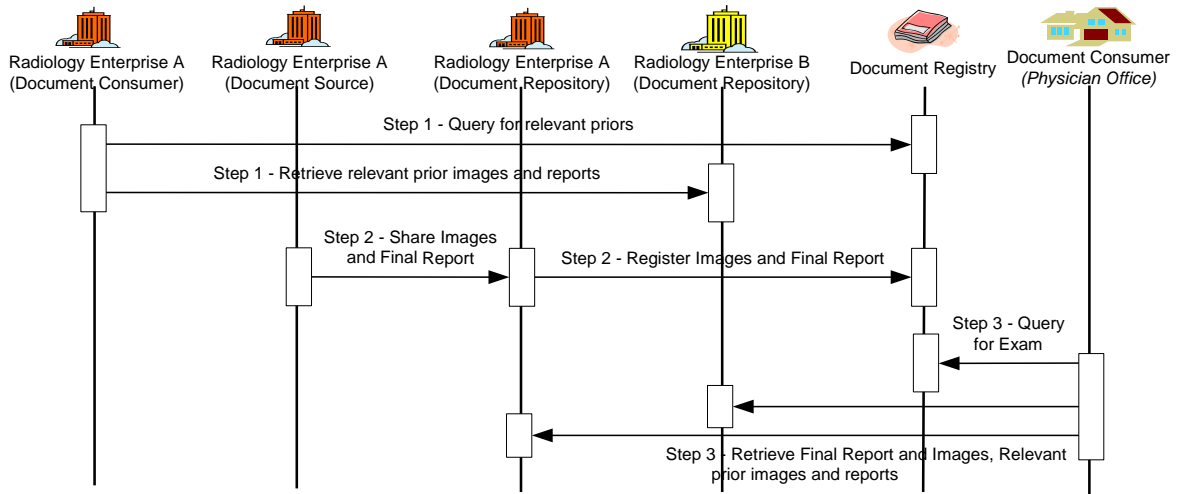 Radiology Enterprise A
(Document Consumer)
Radiology Enterprise A
(Document Source)
Radiology Enterprise A
(Document Repository)
Radiology Enterprise B
(Document Repository)
Document Registry
Document Consumer
(Physician Office)
Step 1 - Query for relevant priors
Step 1 - Retrieve relevant prior images and reports
Step 2 - Share Images
and Final Report
Step 2 - Register Images and Final Report
Step 3 - Query
for Exam
Step 3 - Retrieve Final Report and Images, Relevant
prior images and reports